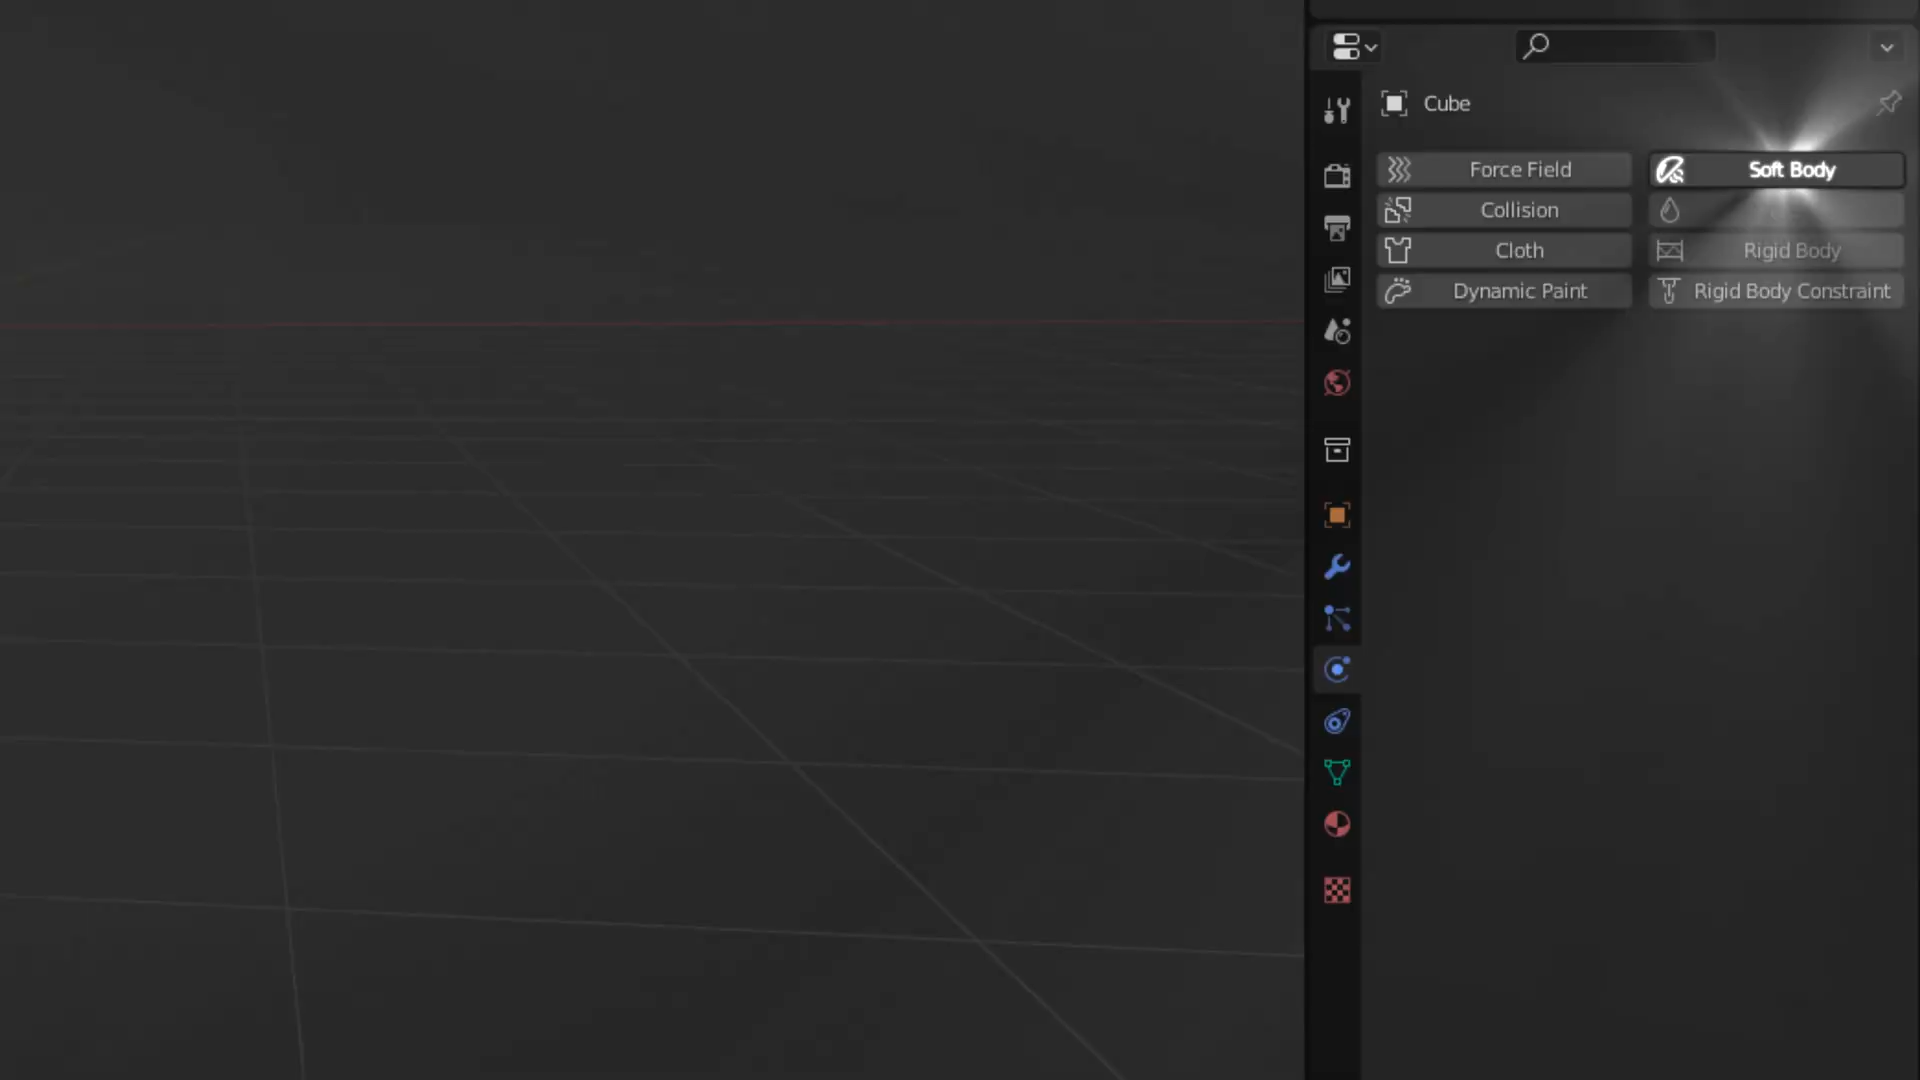 Cube
Force Field
Soft Body
Collision
Cloth
Rigid Body
Dynamic Paint
Rigid Body Constraint